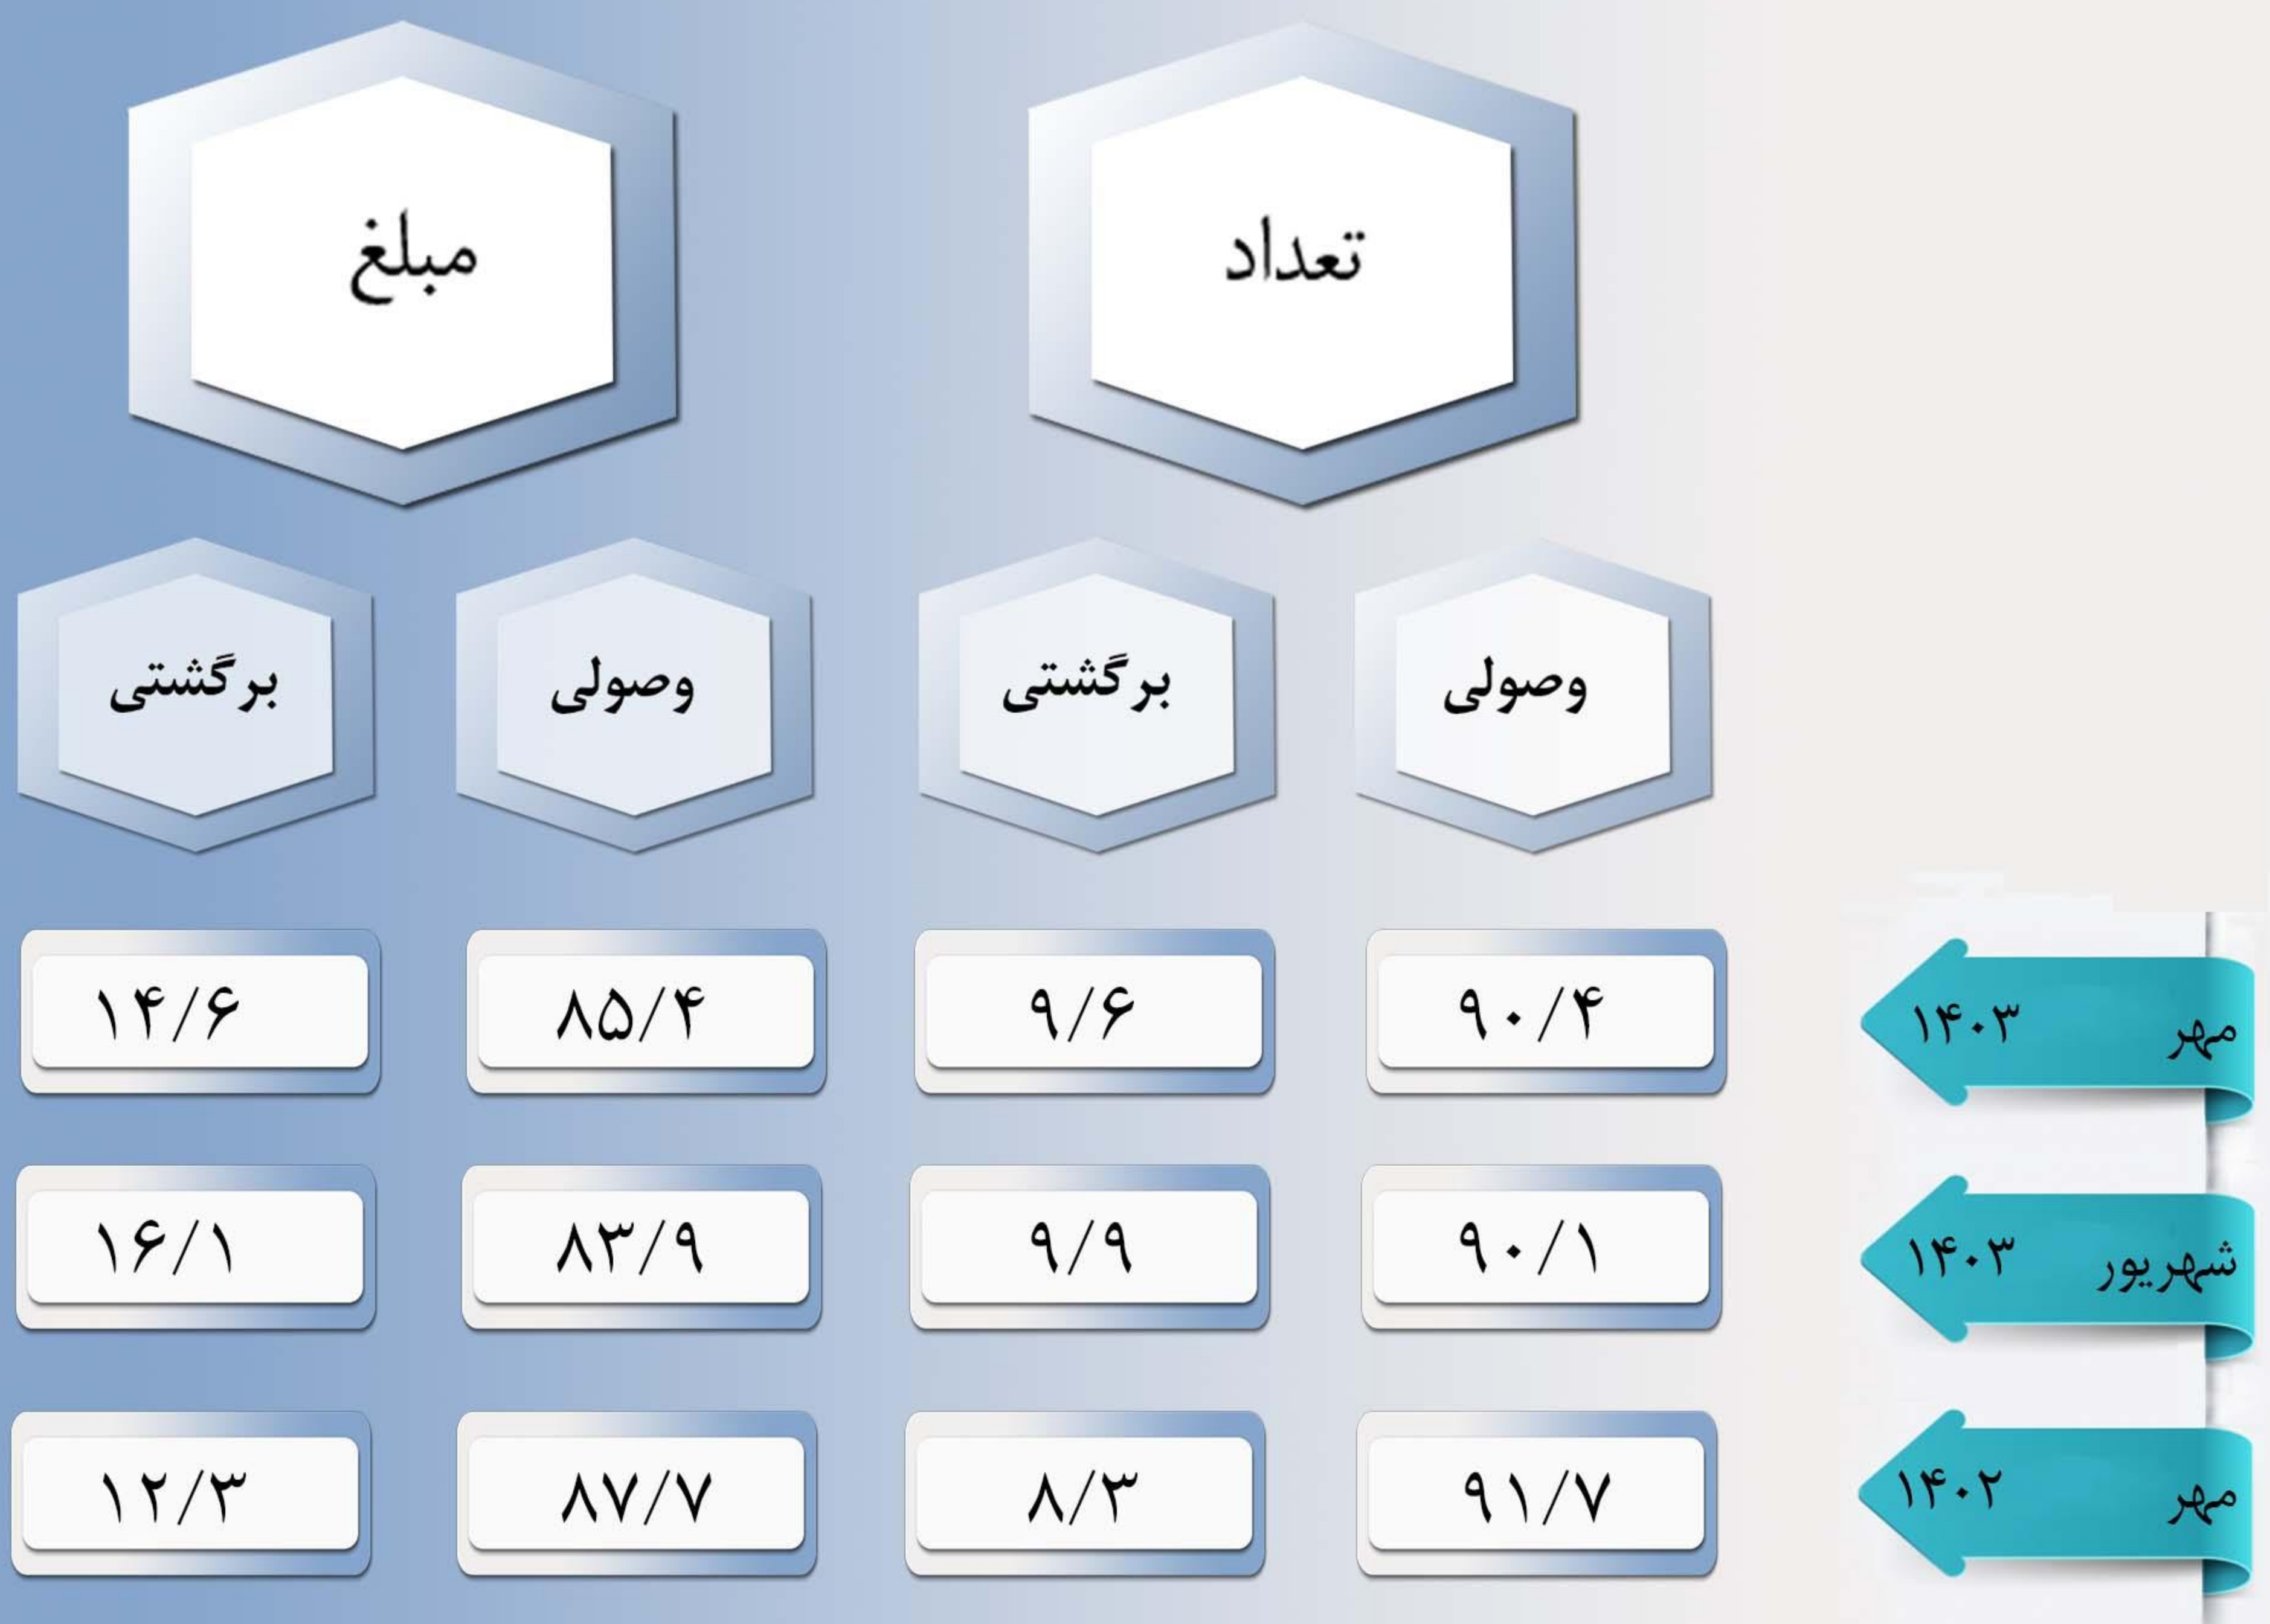 تعداد مبلغ
وصولی برگشتی وصولی برگشتی
مهر ۱۴۰۳ ۹۰/۴ ۹/۶ ۸۵/۴ ۱۴/۶
شهریور ۱۴۰۳ ۹۰/۱ ۹/۹ ۸۳/۹ ۱۶/۱
مهر ۱۴۰۲ ۹۱/۷ ۸/۳ ۸۷/۷ ۱۲/۳